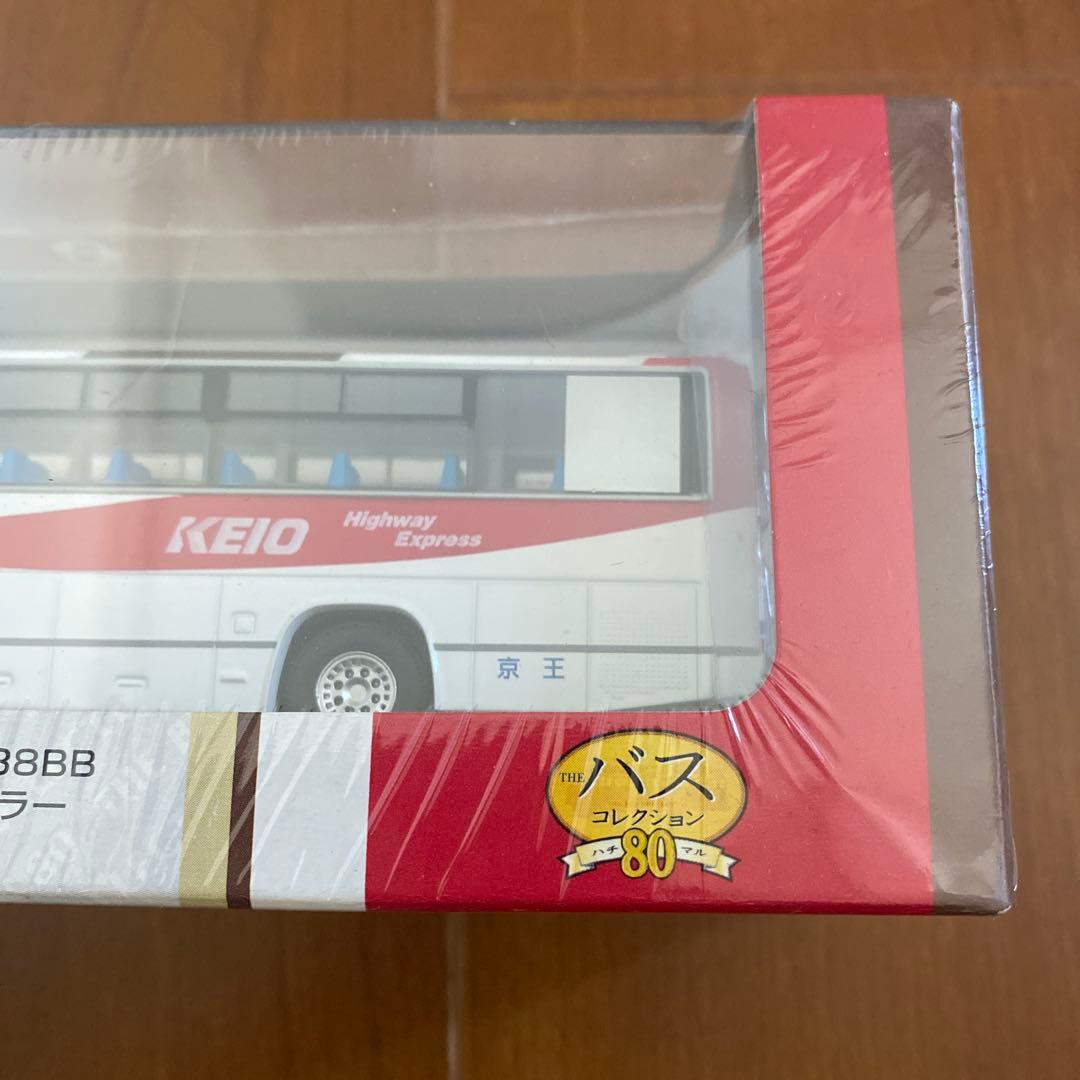 KEIO
Highway
Express
京王
38BB
ラー
THE バス
コレクション
ハチ 80 マル